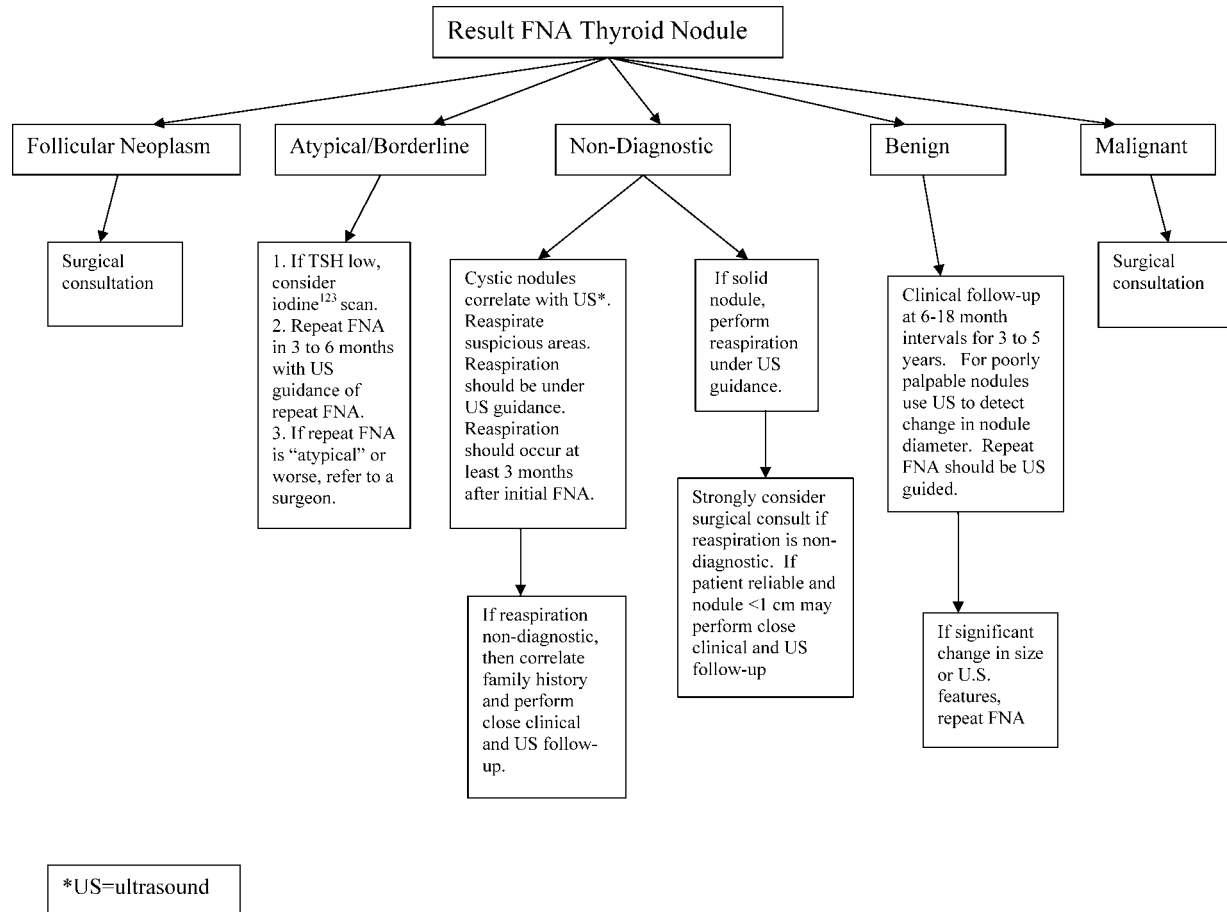 Result FNA Thyroid Nodule
Follicular Neoplasm
Atypical/Borderline
Non-Diagnostic
Benign
Malignant
Surgical
consultation
1. If TSH low,
consider
iodine¹²³ scan.
2. Repeat FNA
in 3 to 6 months
with US
guidance of
repeat FNA.
3. If repeat FNA
is “atypical” or
worse, refer to a
surgeon.
Cystic nodules
correlate with US*.
Reaspirate
suspicious areas.
Reaspiration
should be under
US guidance.
Reaspiration
should occur at
least 3 months
after initial FNA.
If reaspiration
non-diagnostic,
then correlate
family history
and perform
close clinical
and US follow-
up.
If solid
nodule,
perform
reaspiration
under US
guidance.
Strongly consider
surgical consult if
reaspiration is non-
diagnostic. If
patient reliable and
nodule <1 cm may
perform close
clinical and US
follow-up
Clinical follow-up
at 6-18 month
intervals for 3 to 5
years. For poorly
palpable nodules
use US to detect
change in nodule
diameter. Repeat
FNA should be US
guided.
If significant
change in size
or U.S.
features,
repeat FNA
Surgical
consultation
*US=ultrasound